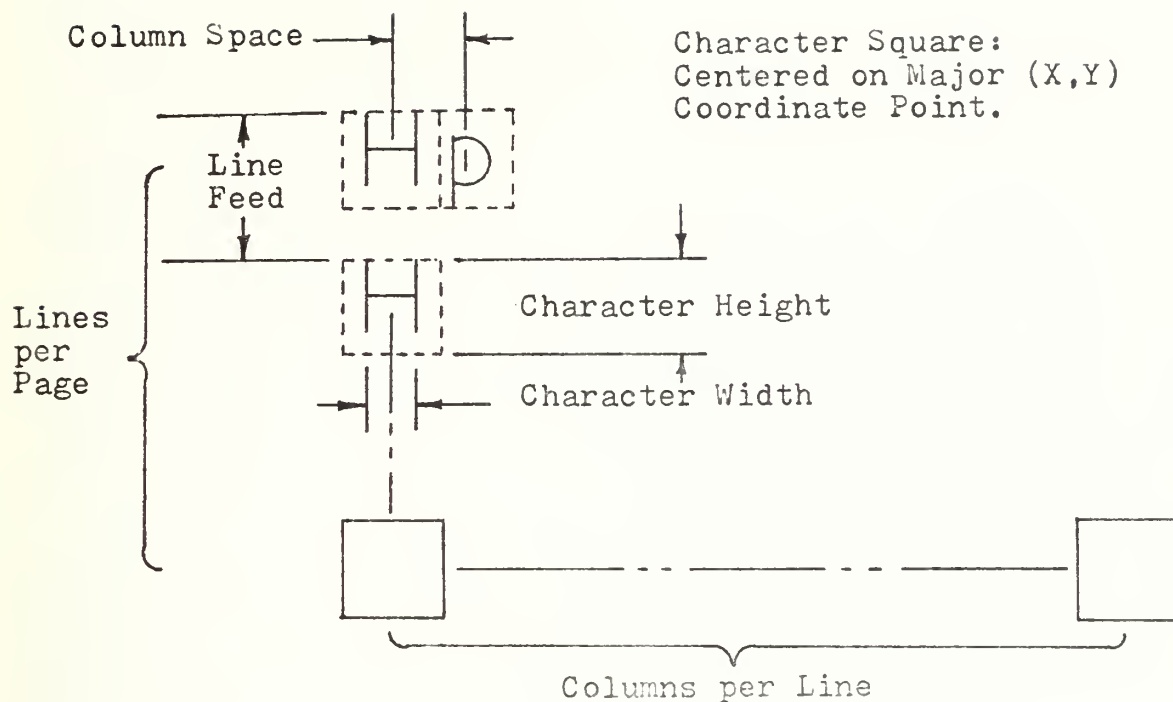 Column Space
Character Square:
Centered on Major (X,Y)
Coordinate Point.
Line
Feed
H
P
H
Character Height
Lines
per
Page
Character Width
Columns per Line